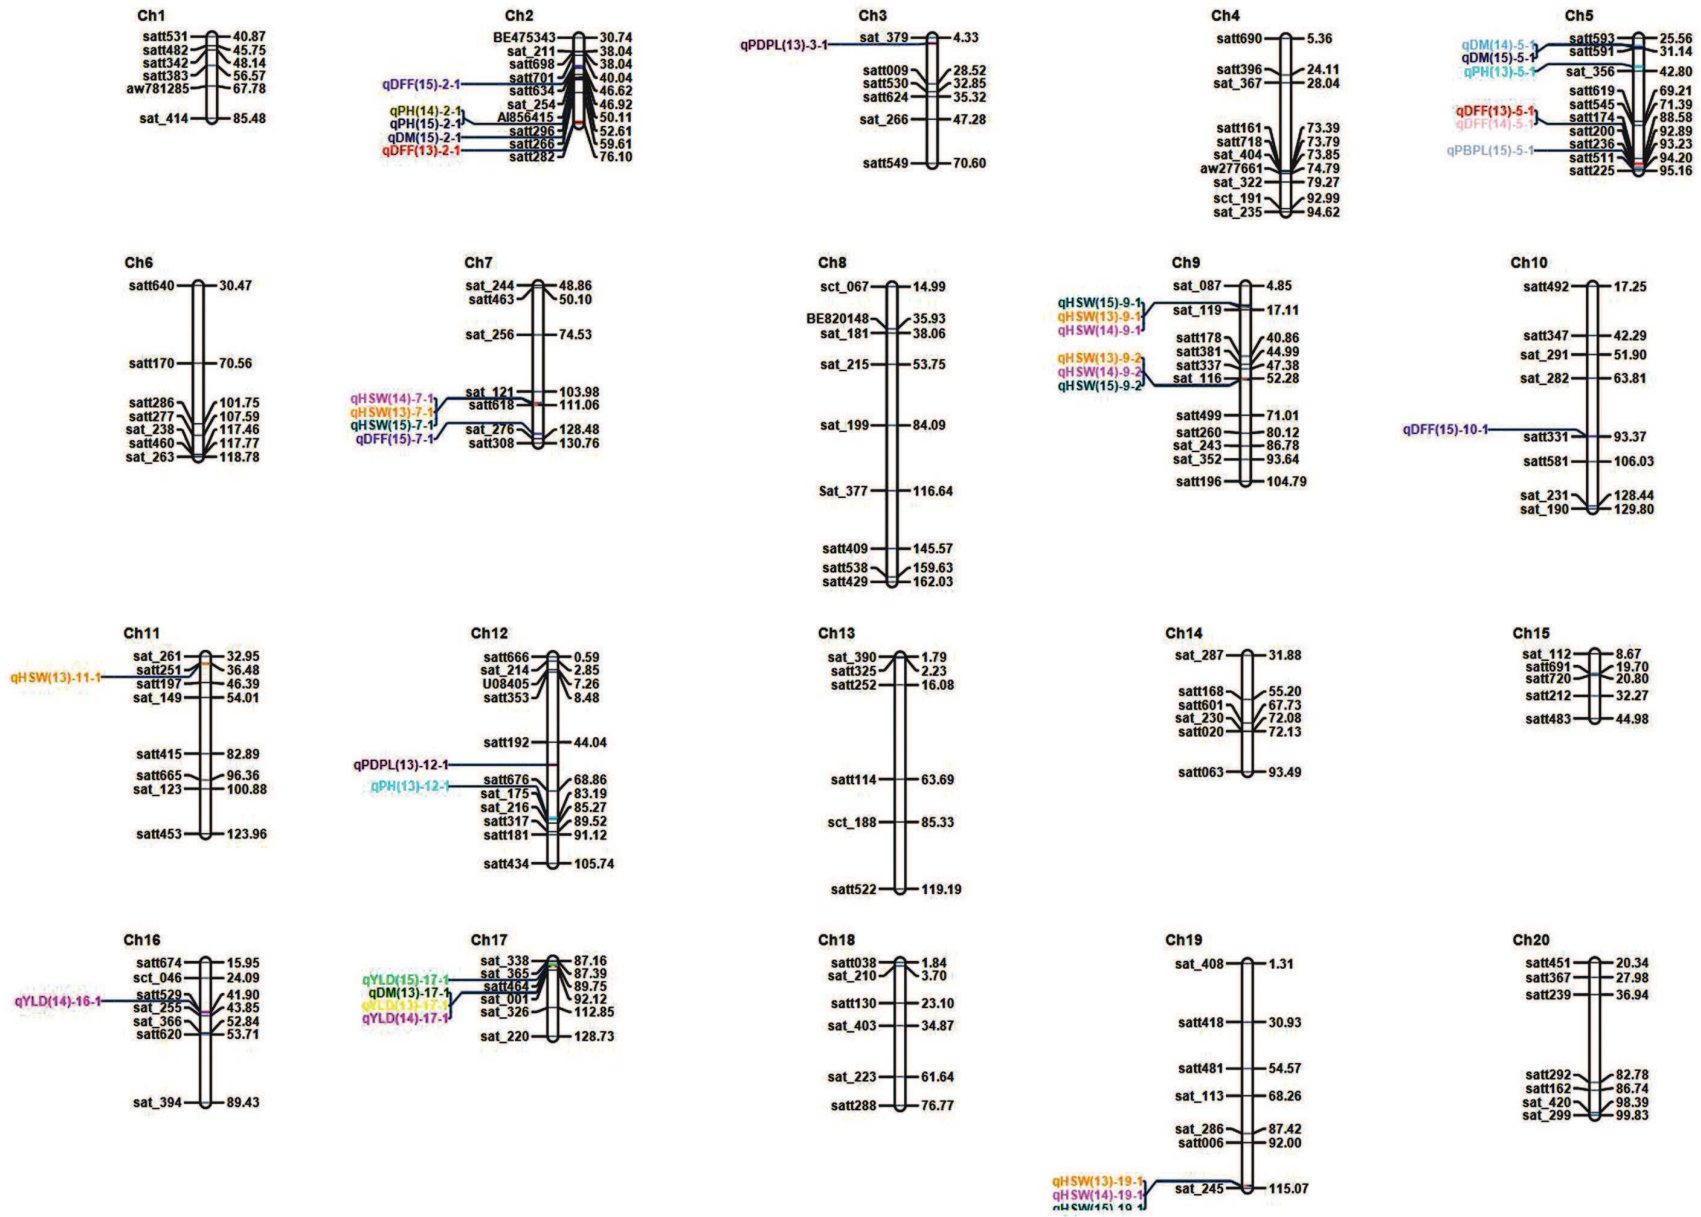 Ch1
satt531 40.87
satt482 45.75
satt342 48.14
satt383 56.57
aw781285 67.78
sat_414 85.48
Ch2
BE475343 30.74
sat_211 38.04
satt698 38.04
satt701 40.04
satt634 46.62
sat_254 46.92
AI856415 50.11
satt296 52.61
satt266 59.61
satt282 76.10
qDFF(15)-2-1
qPH(14)-2-1
qPH(15)-2-1
qDM(15)-2-1
qDFF(13)-2-1
Ch3
qPDPL(13)-3-1
sat_379 4.33
satt009 28.52
satt530 32.85
satt624 35.32
sat_266 47.28
satt549 70.60
Ch4
satt690 5.36
satt396 24.11
sat_367 28.04
satt161 73.39
satt718 73.79
sat_404 73.85
aw277661 74.79
sat_322 79.27
sct_191 92.99
sat_235 94.62
Ch5
qDM(14)-5-1
qDM(15)-5-1
qPH(13)-5-1
qDFF(13)-5-1
qDFF(14)-5-1
qPBPL(15)-5-1
satt593 25.56
satt591 31.14
sat_356 42.80
satt619 69.21
satt545 71.39
satt174 88.58
satt200 92.89
satt236 93.23
satt511 94.20
satt225 95.16
Ch6
satt640 30.47
satt170 70.56
satt286 101.75
satt277 107.59
sat_238 117.46
satt460 117.77
sat_263 118.78
Ch7
sat_244 48.86
satt463 50.10
sat_256 74.53
sat_121 103.98
satt618 111.06
sat_276 128.48
satt308 130.76
qHSW(14)-7-1
qHSW(13)-7-1
qHSW(15)-7-1
qDFF(15)-7-1
Ch8
sct_067 14.99
BE820148 35.93
sat_181 38.06
sat_215 53.75
sat_199 84.09
Sat_377 116.64
satt409 145.57
satt538 159.63
satt429 162.03
Ch9
qHSW(15)-9-1
qHSW(13)-9-1
qHSW(14)-9-1
qHSW(13)-9-2
qHSW(14)-9-2
qHSW(15)-9-2
sat_087 4.85
sat_119 17.11
satt178 40.86
satt381 44.99
satt337 47.38
sat_116 52.28
satt499 71.01
satt260 80.12
sat_243 86.78
sat_352 93.64
satt196 104.79
Ch10
satt492 17.25
satt347 42.29
sat_291 51.90
sat_282 63.81
qDFF(15)-10-1
satt331 93.37
satt581 106.03
sat_231 128.44
sat_190 129.80
Ch11
qHSW(13)-11-1
sat_261 32.95
satt251 36.48
satt197 46.39
sat_149 54.01
satt415 82.89
satt665 96.36
sat_123 100.88
satt453 123.96
Ch12
satt666 0.59
sat_214 2.85
U08405 7.26
satt353 8.48
satt192 44.04
qPDPL(13)-12-1
qPH(13)-12-1
satt676 68.86
sat_175 83.19
sat_216 85.27
satt317 89.52
satt181 91.12
satt434 105.74
Ch13
sat_390 1.79
satt325 2.23
satt252 16.08
satt114 63.69
sct_188 85.33
satt522 119.19
Ch14
sat_287 31.88
satt168 55.20
satt601 67.73
sat_230 72.08
satt020 72.13
satt063 93.49
Ch15
sat_112 8.67
satt691 19.70
satt720 20.80
satt212 32.27
satt483 44.98
Ch16
qYLD(14)-16-1
satt674 15.95
sct_046 24.09
satt529 41.90
sat_255 43.85
sat_366 52.84
satt620 53.71
sat_394 89.43
Ch17
qYLD(15)-17-1
qDM(13)-17-1
qYLD(13)-17-1
qYLD(14)-17-1
sat_338 87.16
sat_365 87.39
satt464 89.75
sat_001 92.12
sat_326 112.85
sat_220 128.73
Ch18
satt038 1.84
sat_210 3.70
satt130 23.10
sat_403 34.87
sat_223 61.64
satt288 76.77
Ch19
sat_408 1.31
satt418 30.93
satt481 54.57
sat_113 68.26
sat_286 87.42
satt006 92.00
sat_245 115.07
qHSW(13)-19-1
qHSW(14)-19-1
qHSW(15)-19-1
Ch20
satt451 20.34
satt367 27.98
satt239 36.94
satt292 82.78
satt162 86.74
sat_420 98.39
sat_299 99.83